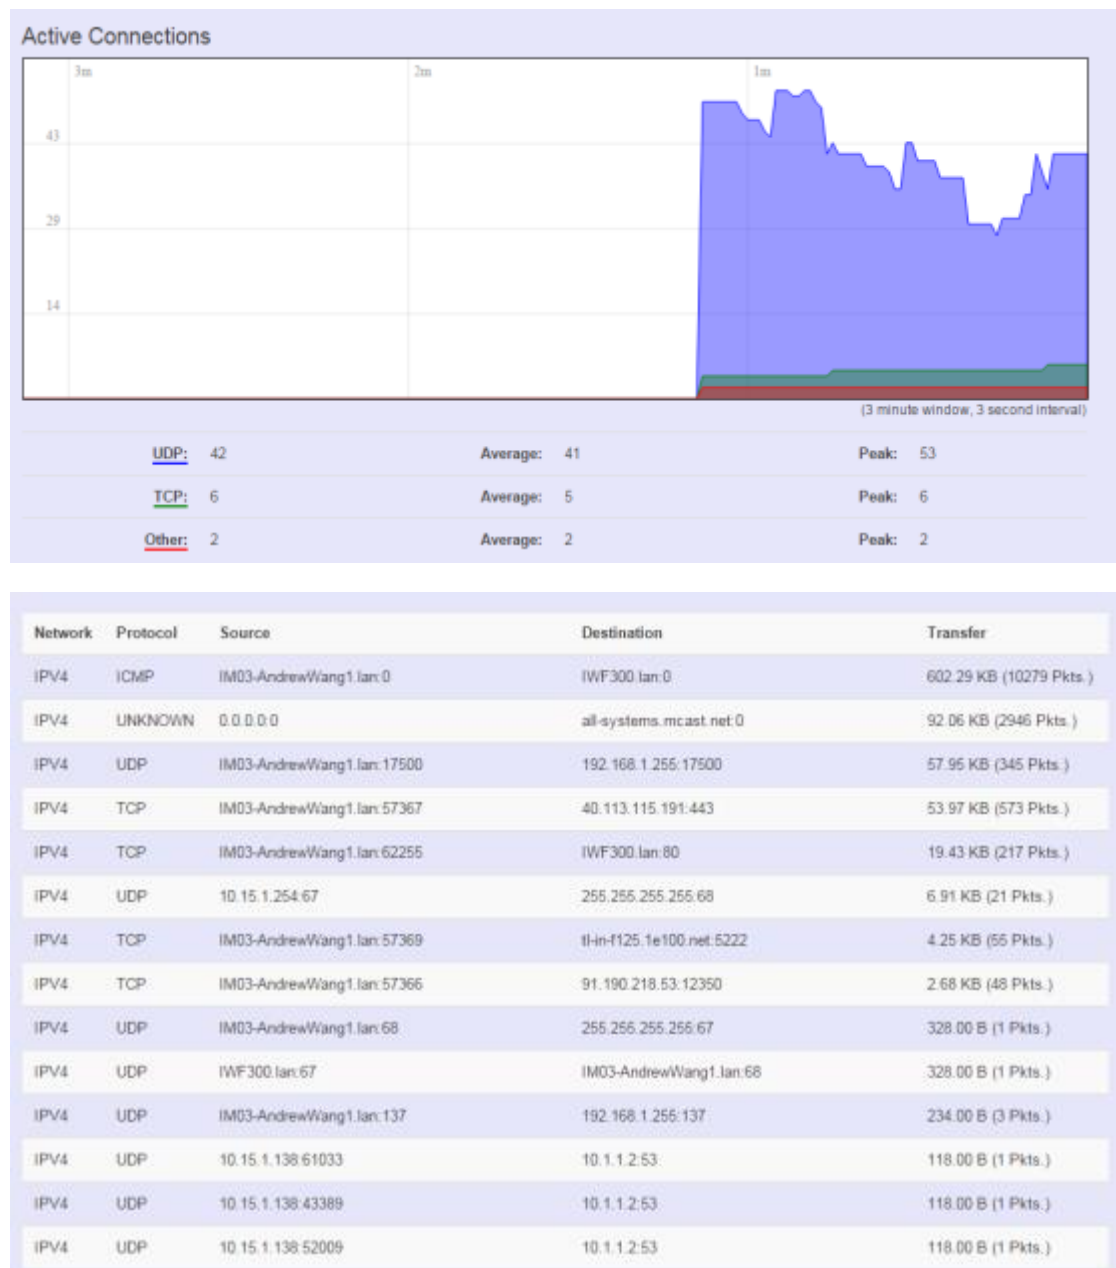 Active Connections
3m 2m 1m
43
29
14
(3 minute window, 3 second interval)
UDP: 42 Average: 41 Peak: 53
TCP: 6 Average: 5 Peak: 6
Other: 2 Average: 2 Peak: 2
Network Protocol Source Destination Transfer
IPV4 ICMP IM03-AndrewWang1.lan:0 IWF300.lan:0 602.29 KB (10279 Pkts.)
IPV4 UNKNOWN 0.0.0.0:0 all-systems.mcast.net:0 92.06 KB (2946 Pkts.)
IPV4 UDP IM03-AndrewWang1.lan:17500 192.168.1.255:17500 57.95 KB (345 Pkts.)
IPV4 TCP IM03-AndrewWang1.lan:57367 40.113.115.191:443 53.97 KB (573 Pkts.)
IPV4 TCP IM03-AndrewWang1.lan:62255 IWF300.lan:80 19.43 KB (217 Pkts.)
IPV4 UDP 10.15.1.254:67 255.255.255.255:68 6.91 KB (21 Pkts.)
IPV4 TCP IM03-AndrewWang1.lan:57369 tl-in-f125.1e100.net:5222 4.25 KB (55 Pkts.)
IPV4 TCP IM03-AndrewWang1.lan:57366 91.190.218.53:12350 2.68 KB (48 Pkts.)
IPV4 UDP IM03-AndrewWang1.lan:68 255.255.255.255:67 328.00 B (1 Pkts.)
IPV4 UDP IWF300.lan:67 IM03-AndrewWang1.lan:68 328.00 B (1 Pkts.)
IPV4 UDP IM03-AndrewWang1.lan:137 192.168.1.255:137 234.00 B (3 Pkts.)
IPV4 UDP 10.15.1.138:61033 10.1.1.2:53 118.00 B (1 Pkts.)
IPV4 UDP 10.15.1.138:43389 10.1.1.2:53 118.00 B (1 Pkts.)
IPV4 UDP 10.15.1.138:52009 10.1.1.2:53 118.00 B (1 Pkts.)